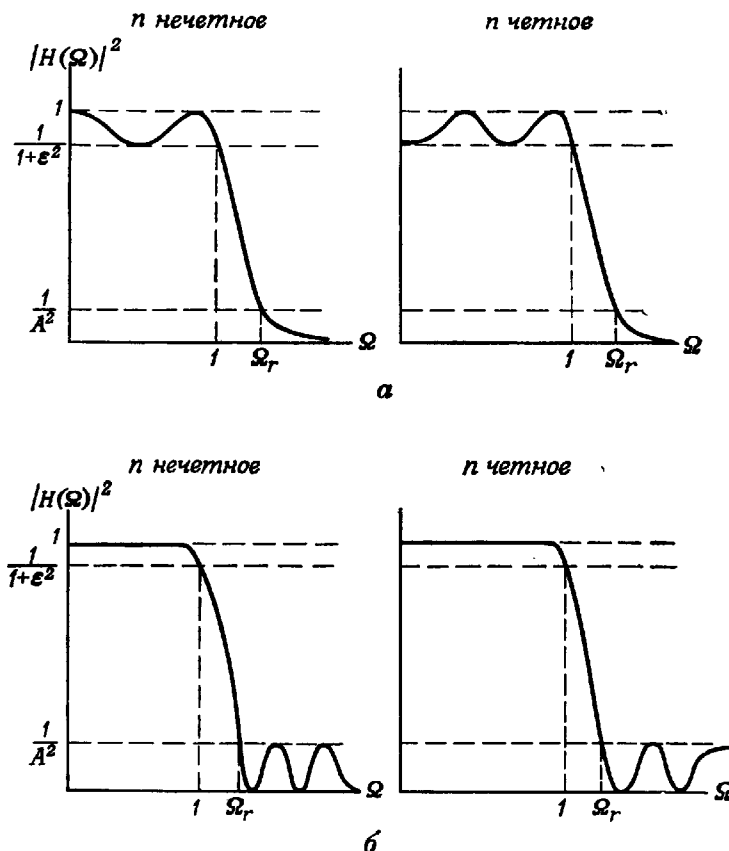 n нечетное
n четное
|H(Ω)|²
1
1/(1+ε²)
1/A²
1
Ω_r
Ω
1
Ω_r
Ω
а
n нечетное
n четное
|H(Ω)|²
1
1/(1+ε²)
1/A²
1
Ω_r
Ω
1
Ω_r
Ω
б